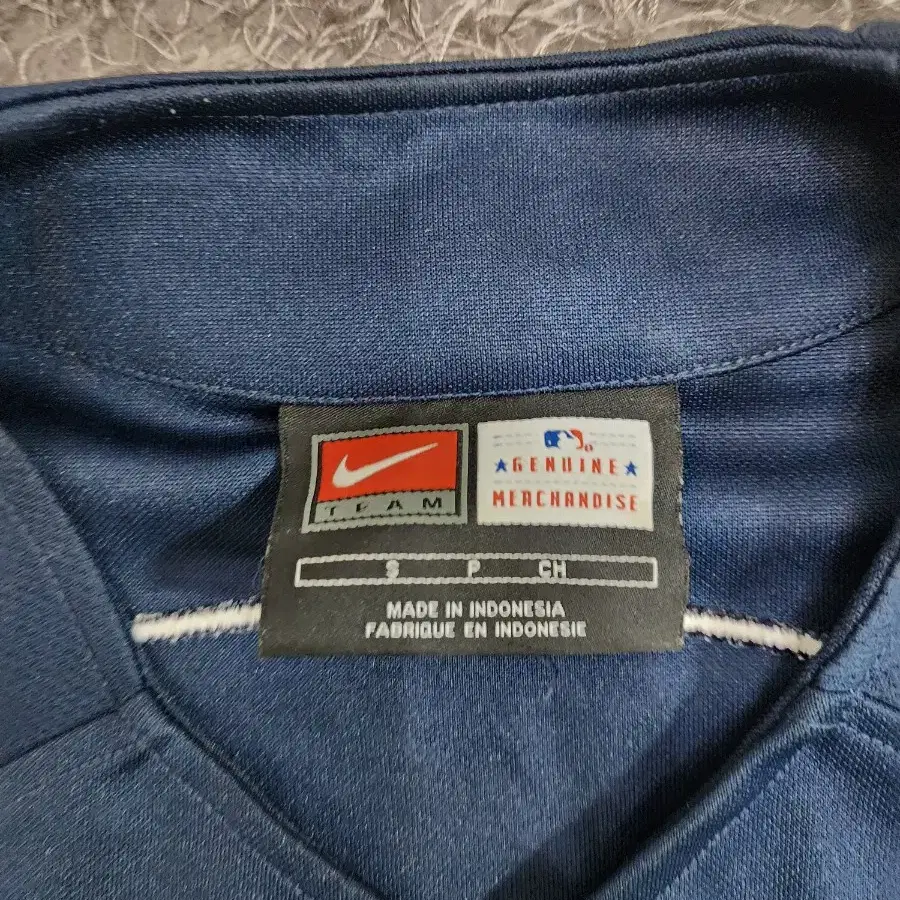 TEAM
GENUINE
MERCHANDISE
S P CH
MADE IN INDONESIA
FABRIQUE EN INDONESIE